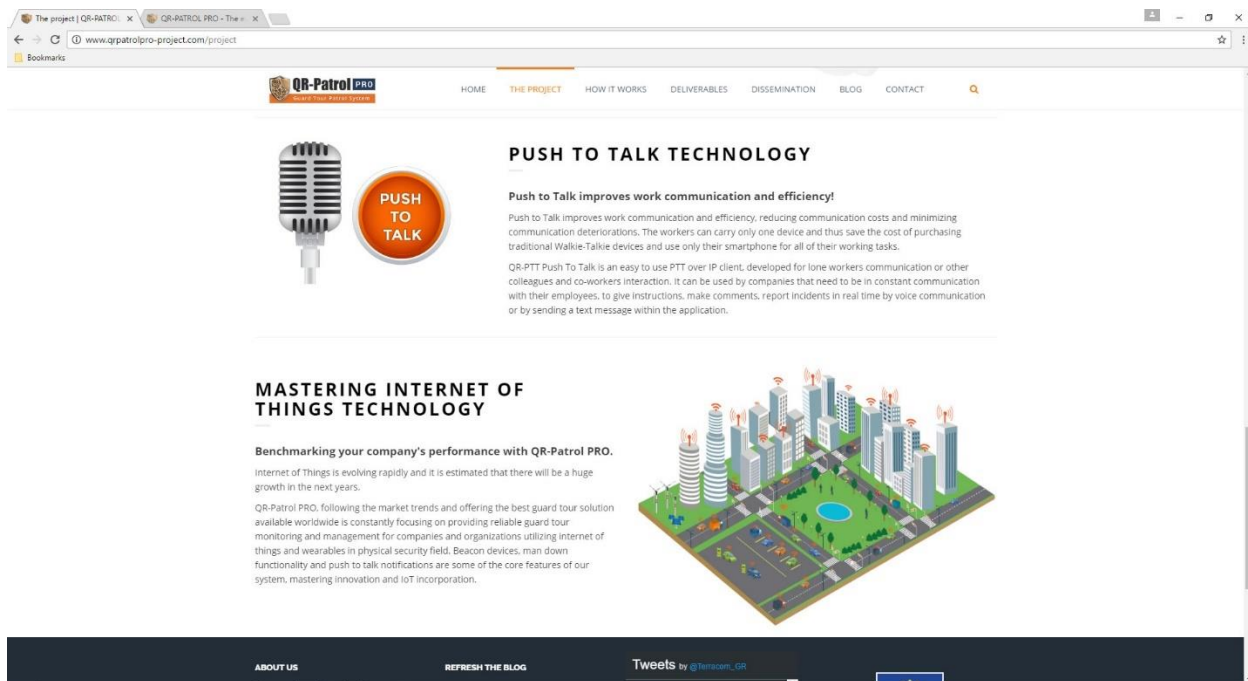 The project | QR-PATROL
QR-PATROL PRO - The
www.qrpatrolpro-project.com/project
Bookmarks
QR-Patrol PRO
Guard Tour Patrol System
HOME THE PROJECT HOW IT WORKS DELIVERABLES DISSEMINATION BLOG CONTACT
PUSH
TO
TALK
PUSH TO TALK TECHNOLOGY
Push to Talk improves work communication and efficiency!
Push to Talk improves work communication and efficiency, reducing communication costs and minimizing
communication deteriorations. The workers can carry only one device and thus save the cost of purchasing
traditional Walkie-Talkie devices and use only their smartphone for all of their working tasks.
QR-PTT Push To Talk is an easy to use PTT over IP client, developed for lone workers communication or other
colleagues and co-workers interaction. It can be used by companies that need to be in constant communication
with their employees, to give instructions, make comments, report incidents in real time by voice communication
or by sending a text message within the application.
MASTERING INTERNET OF
THINGS TECHNOLOGY
Benchmarking your company's performance with QR-Patrol PRO.
Internet of Things is evolving rapidly and it is estimated that there will be a huge
growth in the next years.
QR-Patrol PRO, following the market trends and offering the best guard tour solution
available worldwide is constantly focusing on providing reliable guard tour
monitoring and management for companies and organizations utilizing internet of
things and wearables in physical security field. Beacon devices, man down
functionality and push to talk notifications are some of the core features of our
system, mastering innovation and IoT incorporation.
ABOUT US
REFRESH THE BLOG
Tweets by @Terracom_GR